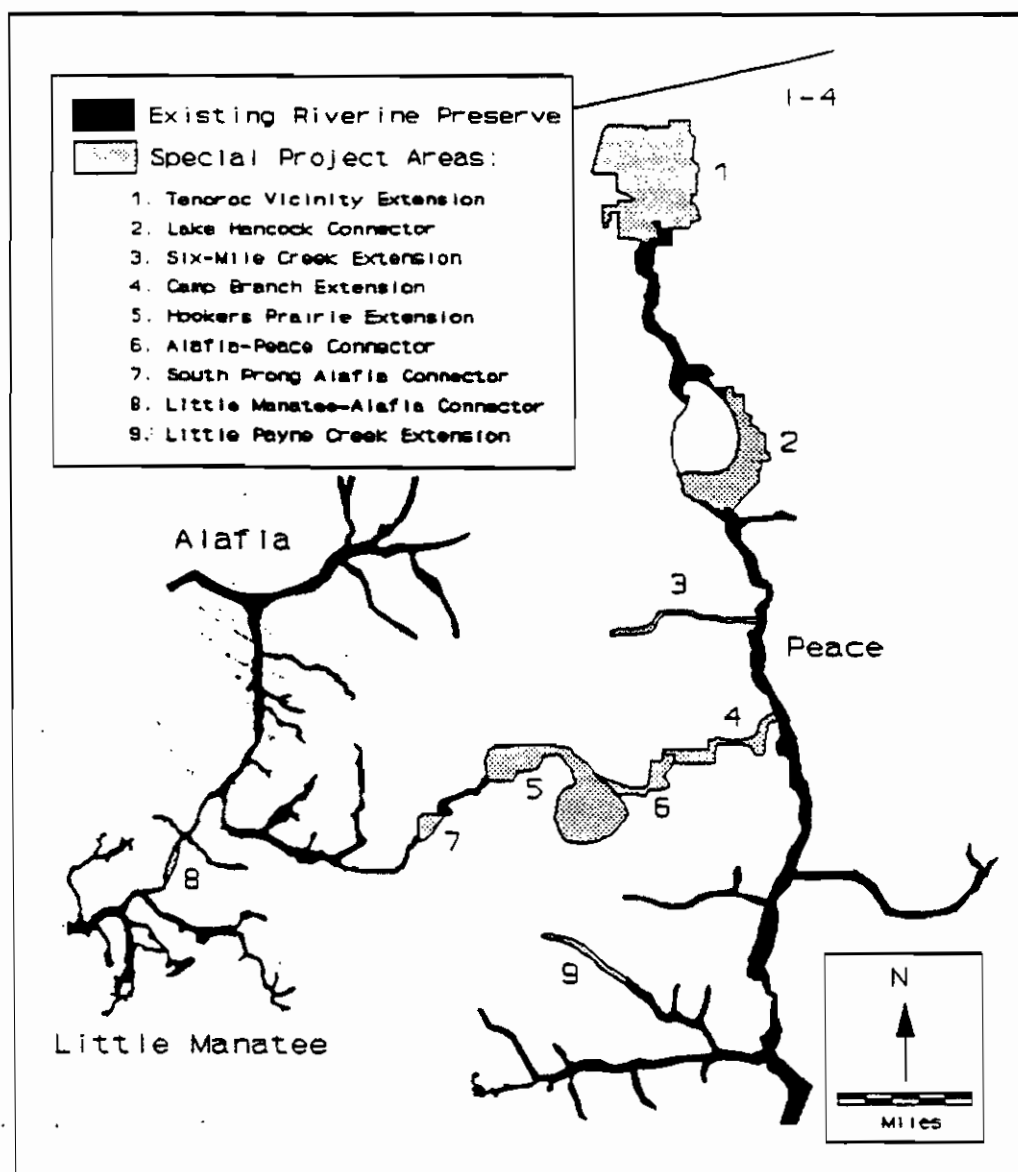 Existing Riverine Preserve
Special Project Areas:
1. Tenoroc Vicinity Extension
2. Lake Hancock Connector
3. Six-Mile Creek Extension
4. Camp Branch Extension
5. Hookers Prairie Extension
6. Alafia-Peace Connector
7. South Prong Alafia Connector
8. Little Manatee-Alafia Connector
9. Little Payne Creek Extension
I-4
1
2
Alafia
3
Peace
4
5
6
7
8
9
Little Manatee
N
Miles